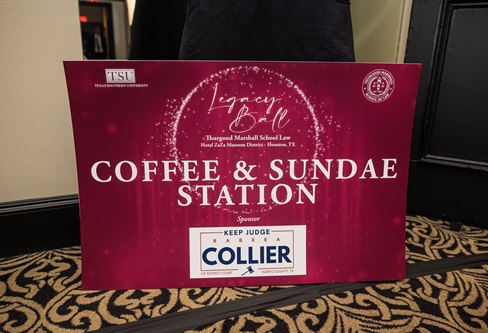 TSU
TEXAS SOUTHERN UNIVERSITY
Legacy
Ball
Thurgood Marshall School Law
Hotel ZaZa Museum District - Houston, TX
COFFEE & SUNDAE
STATION
Sponsor
KEEP JUDGE
RABEEA
COLLIER
DISTRICT COURT
HARRIS COUNTY, TX